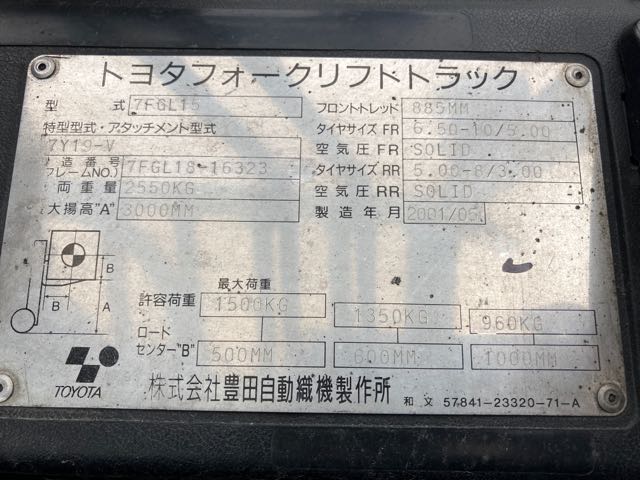 トヨタフォークリフトトラック
型 式 7FGL15 フロントトレッド 885MM
特型型式・アタッチメント型式 タイヤサイズ FR 6.50-10/5.00
7Y19-V 空気圧 FR SOLID
造番号
フレームNO.) 7FGL18-16323 タイヤサイズ RR 5.00-8/3.00
両重量 2550KG 空気圧 RR SOLID
大揚高"A" 3000MM 製造年月 2001/05
最大荷重
許容荷重 1500KG 1350KG 960KG
ロード
センター"B" 500MM 600MM 1000MM
B
B A
TOYOTA
株式会社豊田自動織機製作所
和文 57841-23320-71-A